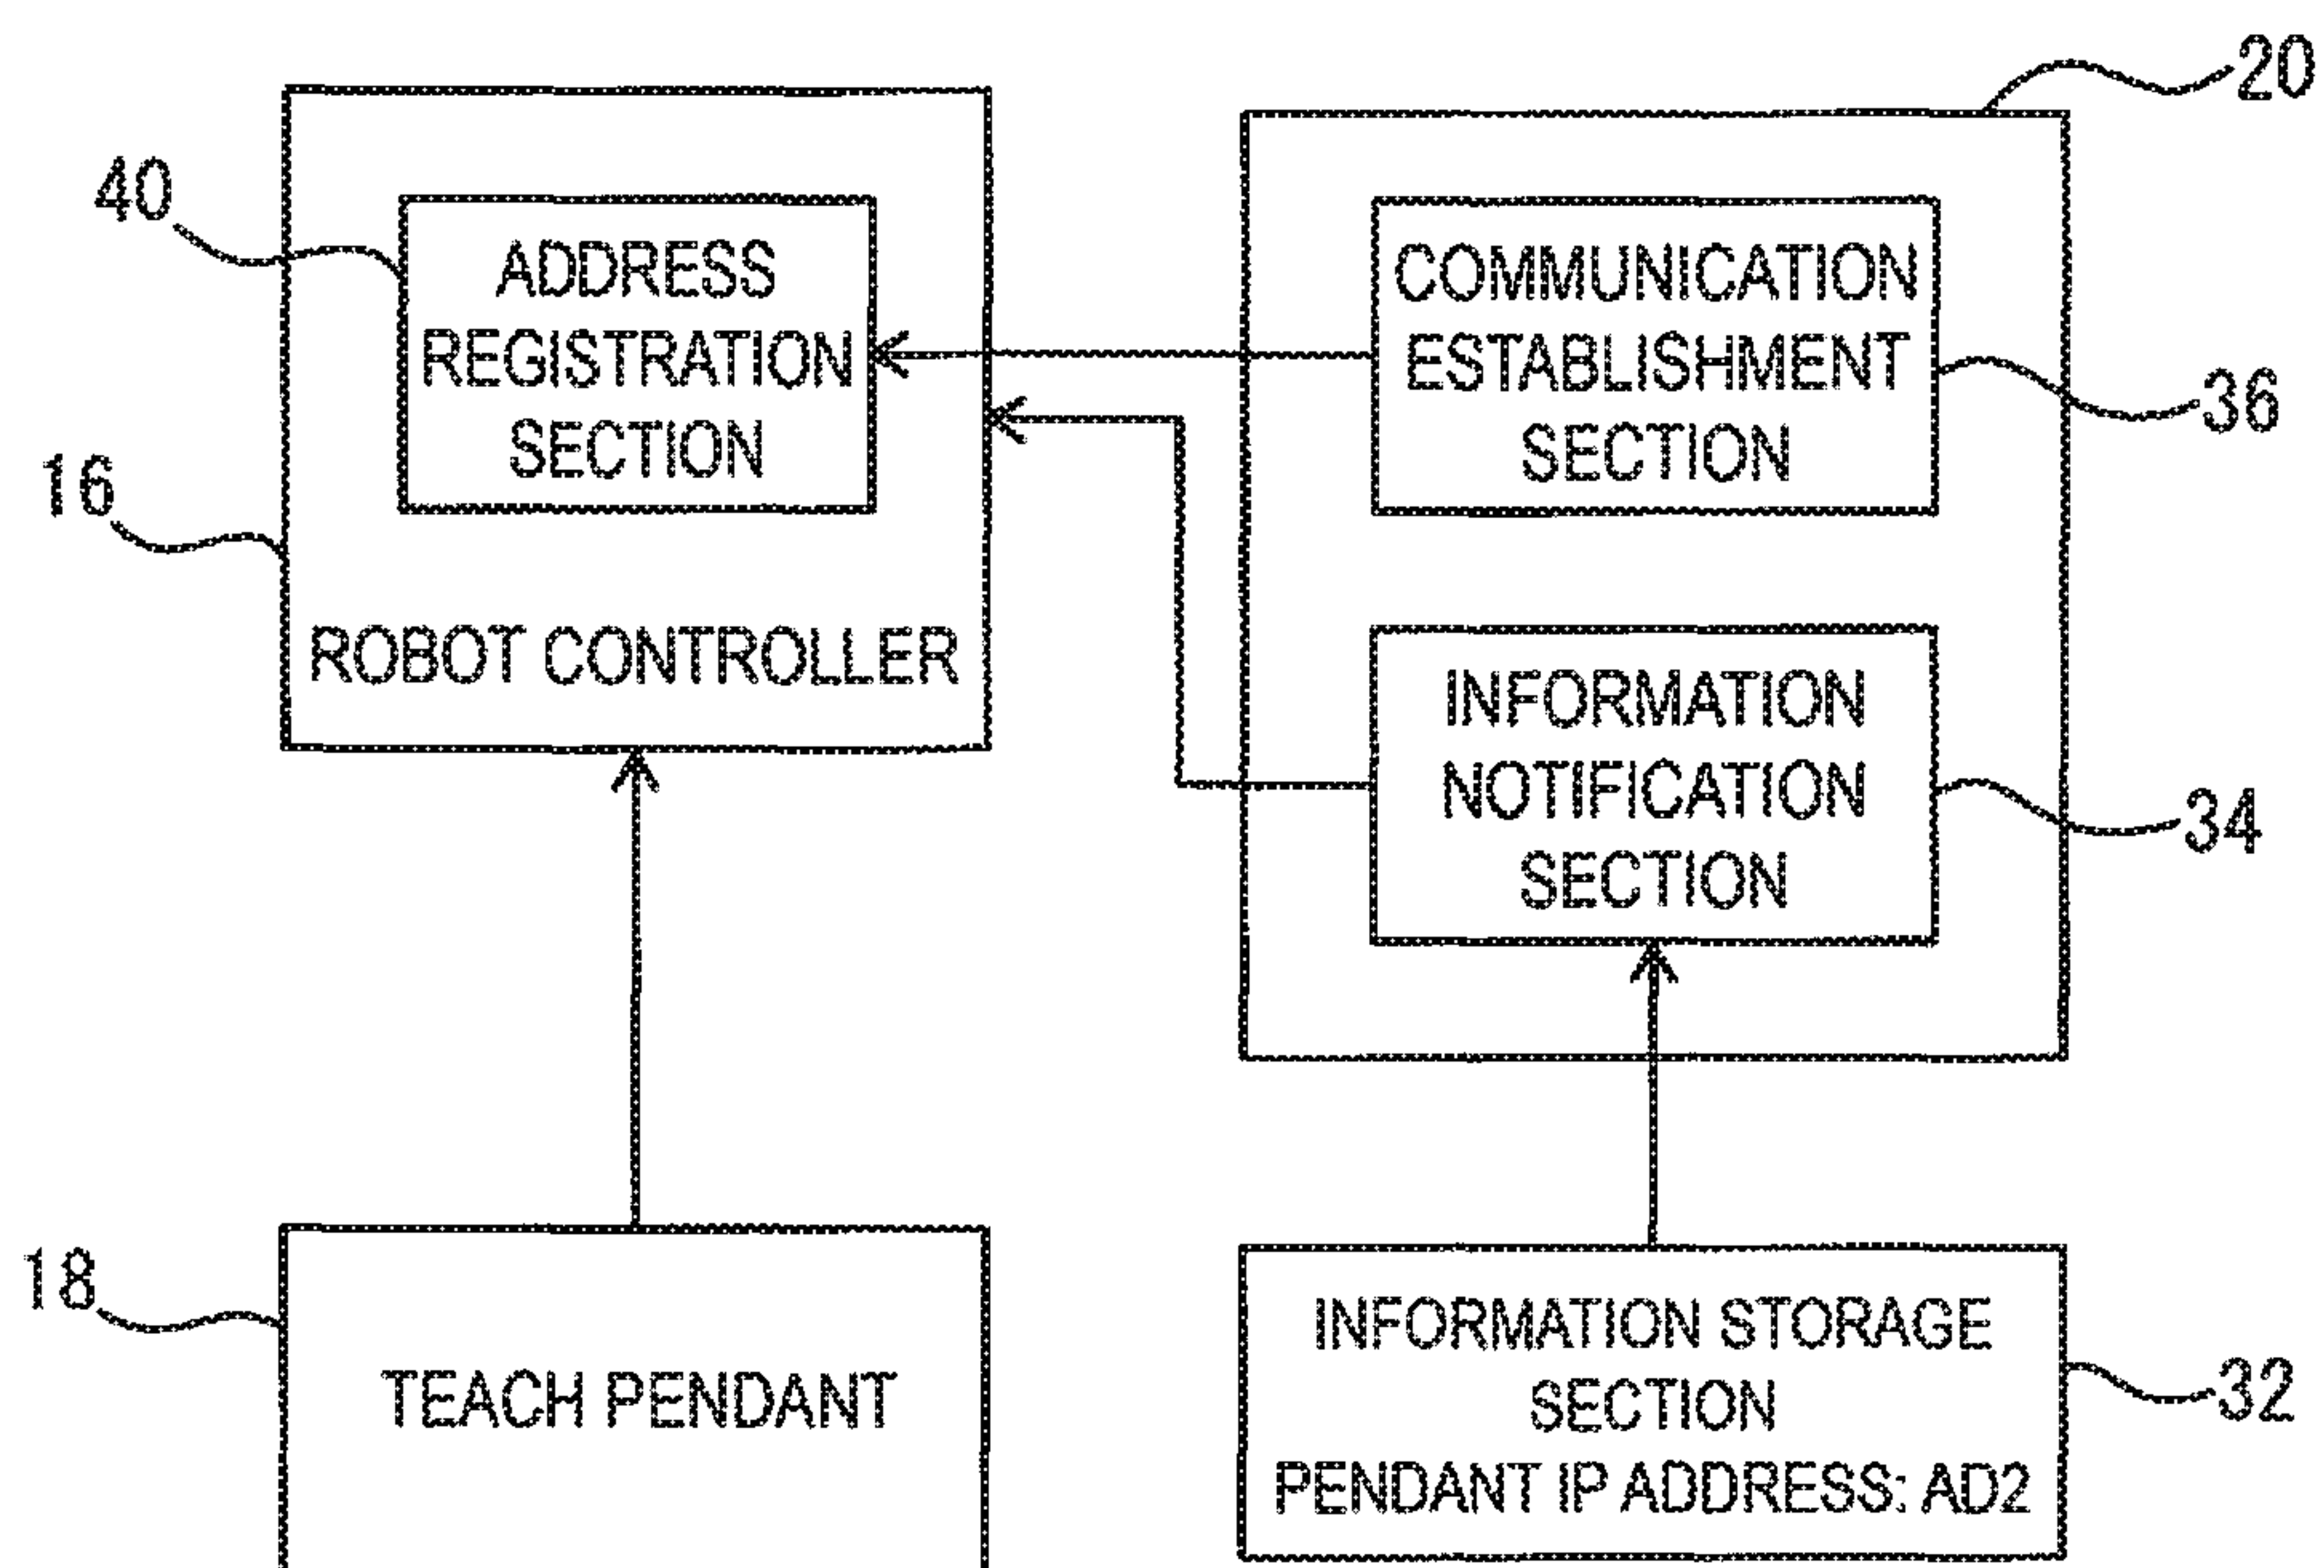 20
40
ADDRESS
REGISTRATION
SECTION
16
ROBOT CONTROLLER
COMMUNICATION
ESTABLISHMENT
SECTION
36
INFORMATION
NOTIFICATION
SECTION
34
18
TEACH PENDANT
INFORMATION STORAGE
SECTION
PENDANT IP ADDRESS: AD2
32